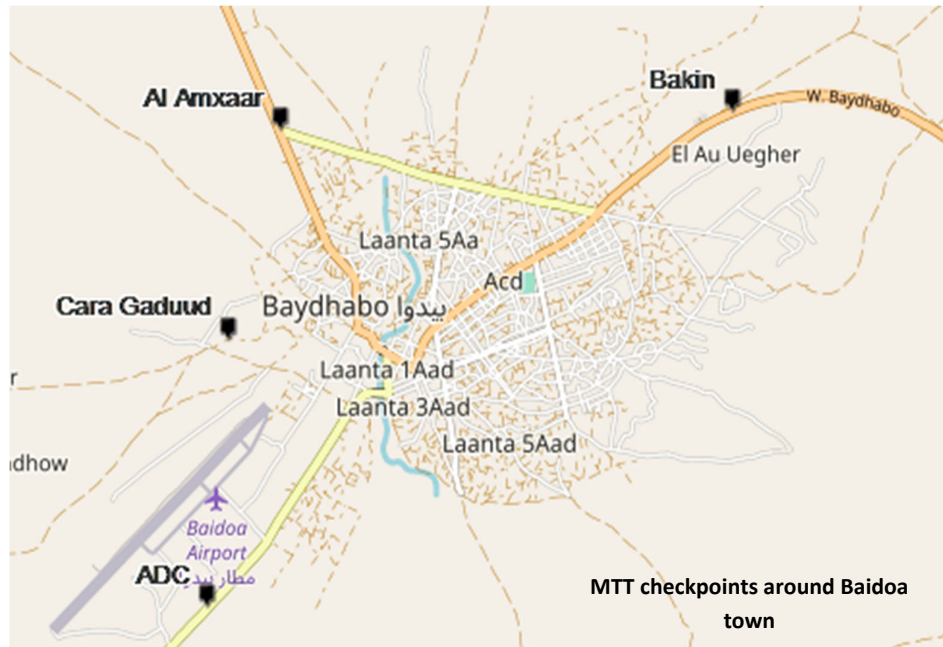 Bakin
Al Amxaar
W. Baydhabo
El Au Uegher
Laanta 5Aa
Acd
Cara Gaduud
Baydhabo بيدوا
Laanta 1Aad
r
Laanta 3Aad
Laanta 5Aad
adhow
Baidoa
Airport
مطار بيدوا
ADC
MTT checkpoints around Baidoa
town